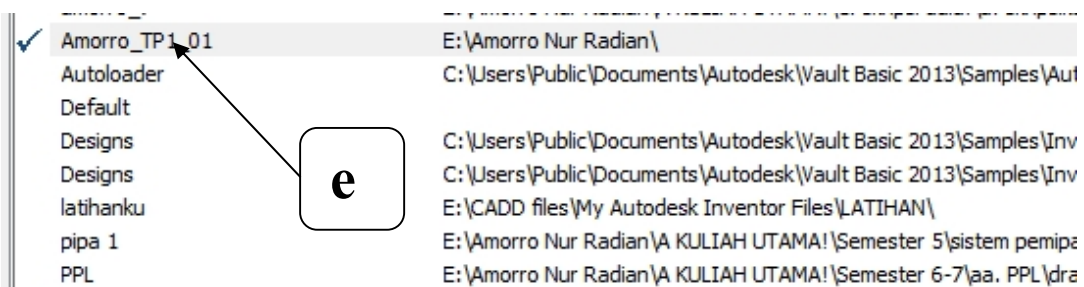 Amorro_TP1_01 E:\Amorro Nur Radian\
Autoloader C:\Users\Public\Documents\Autodesk\Vault Basic 2013\Samples\Aut
Default
Designs C:\Users\Public\Documents\Autodesk\Vault Basic 2013\Samples\Inv
Designs C:\Users\Public\Documents\Autodesk\Vault Basic 2013\Samples\Inv
e
latihanku E:\CADD files\My Autodesk Inventor Files\LATIHAN\
pipa 1 E:\Amorro Nur Radian\A KULIAH UTAMA!\Semester 5\sistem pemipa
PPL E:\Amorro Nur Radian\A KULIAH UTAMA!\Semester 6-7\aa. PPL\dra